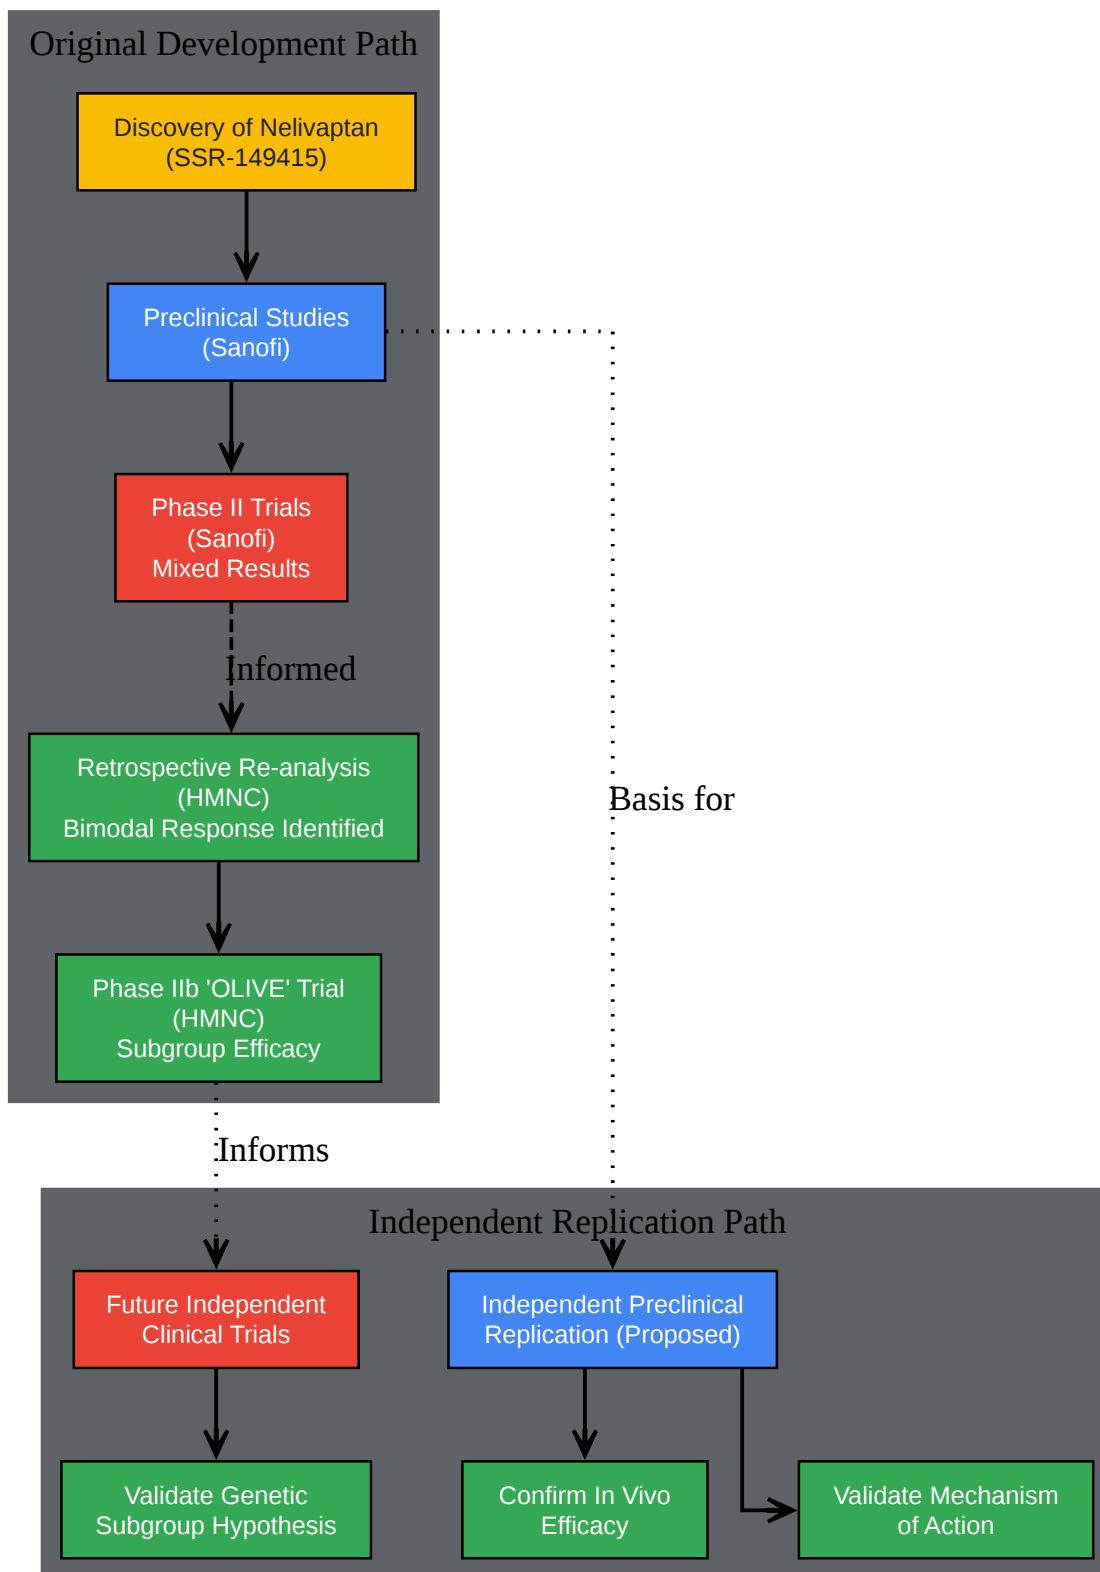 Original Development Path
Discovery of Nelivaptan
(SSR-149415)
Preclinical Studies
(Sanofi)
Phase II Trials
(Sanofi)
Mixed Results
Informed
Retrospective Re-analysis
(HMNC)
Bimodal Response Identified
Basis for
Phase IIb 'OLIVE' Trial
(HMNC)
Subgroup Efficacy
Informs
Independent Replication Path
Future Independent
Clinical Trials
Independent Preclinical
Replication (Proposed)
Validate Genetic
Subgroup Hypothesis
Confirm In Vivo
Efficacy
Validate Mechanism
of Action